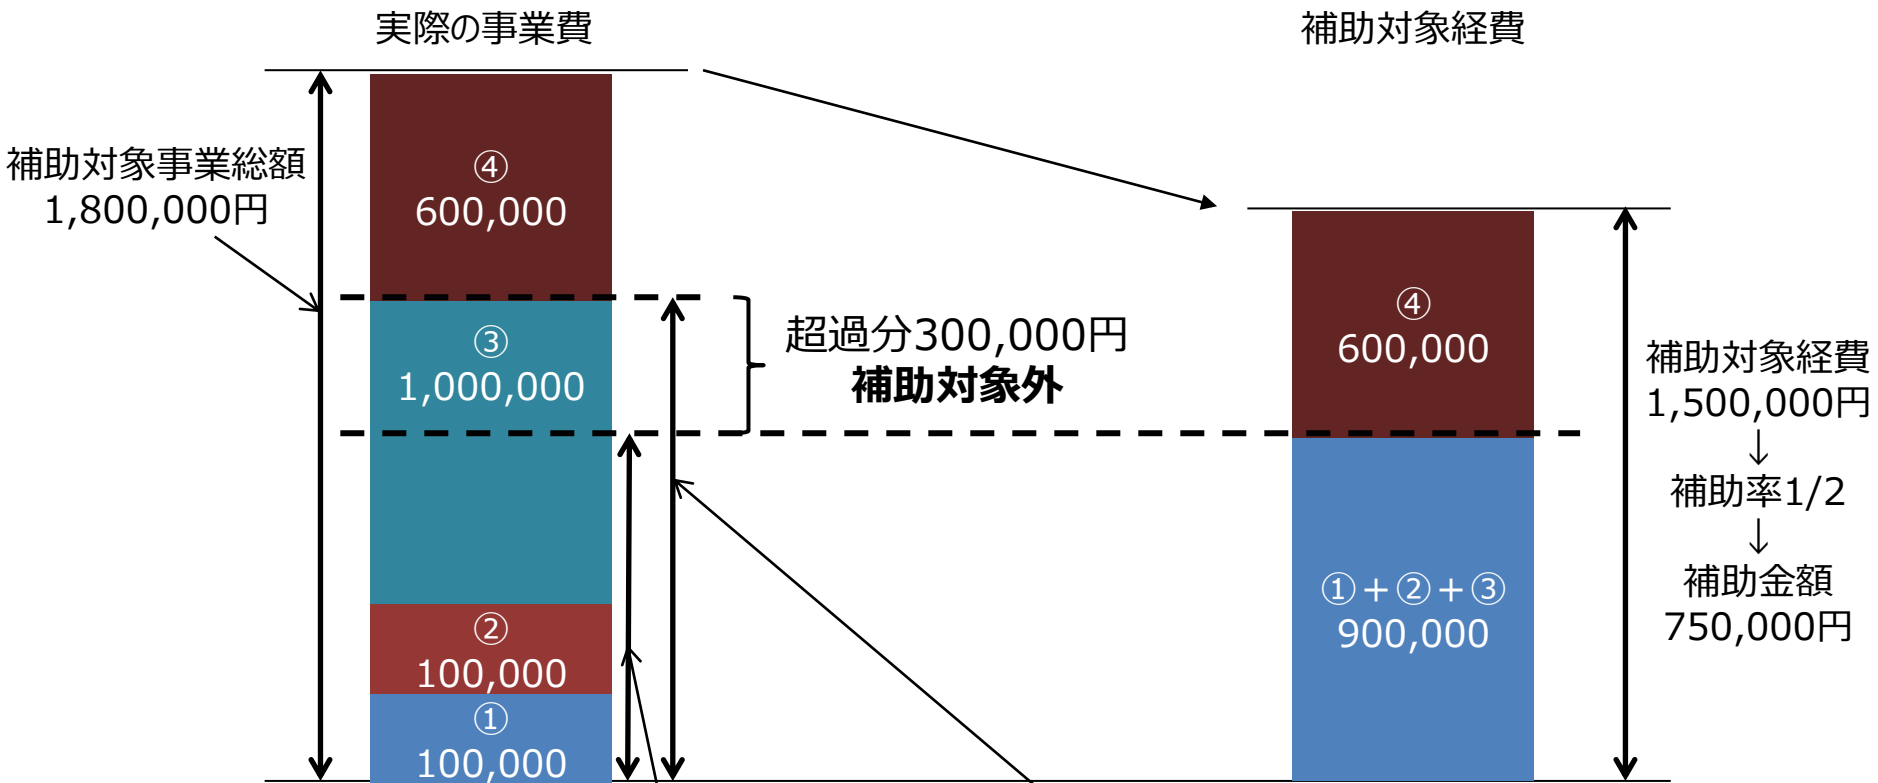 実際の事業費
補助対象経費
補助対象事業総額
1,800,000円
④
600,000
③
1,000,000
②
100,000
①
100,000
超過分300,000円
補助対象外
④
600,000
①+②+③
900,000
補助対象経費
1,500,000円
↓
補助率1/2
↓
補助金額
750,000円